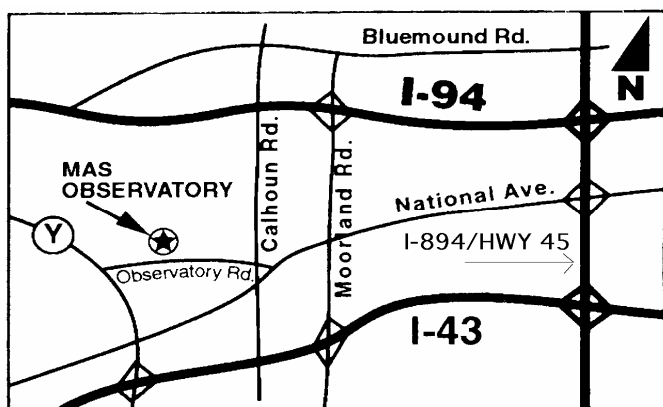 Bluemound Rd.
I-94
N
MAS
OBSERVATORY
Calhoun Rd.
Moorland Rd.
National Ave.
Y
I-894/HWY 45
Observatory Rd.
I-43